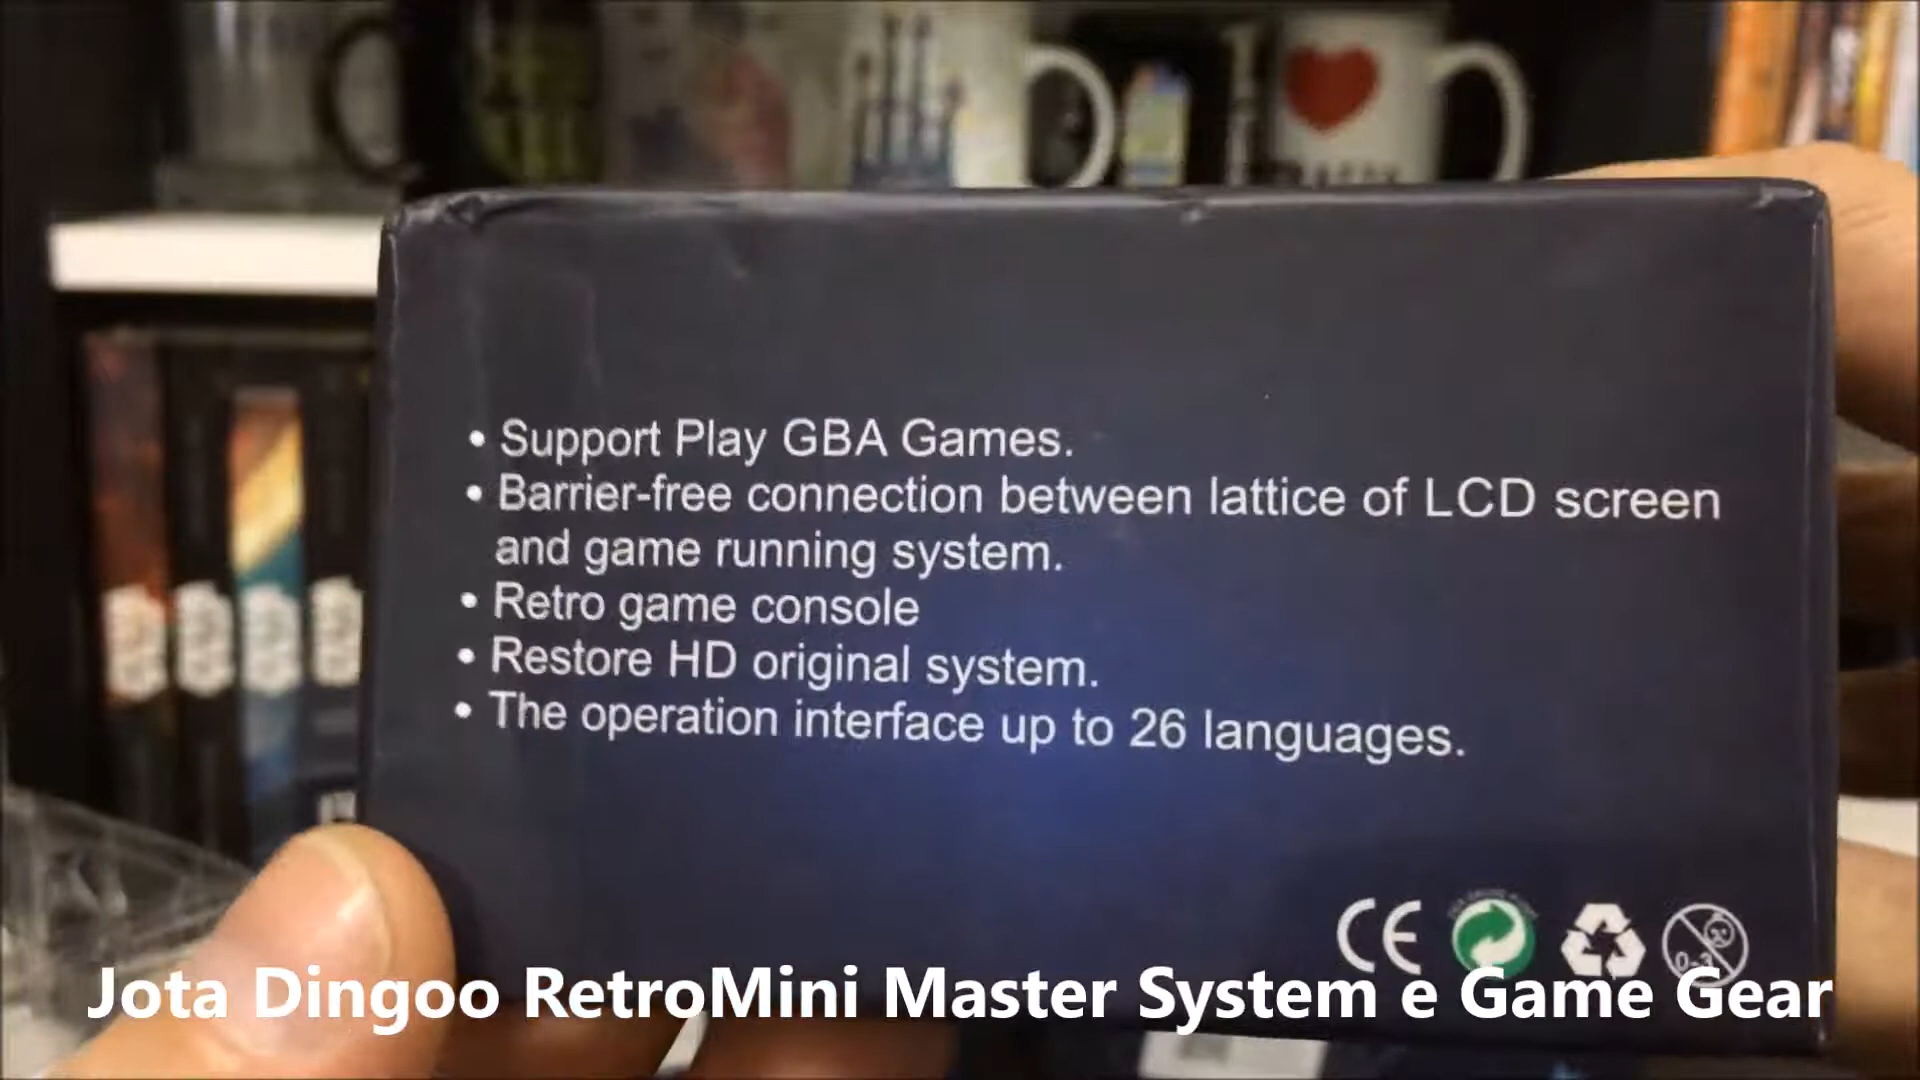 • Support Play GBA Games.
• Barrier-free connection between lattice of LCD screen
and game running system.
• Retro game console
• Restore HD original system.
• The operation interface up to 26 languages.
CE
0-3
Jota Dingoo RetroMini Master System e Game Gear